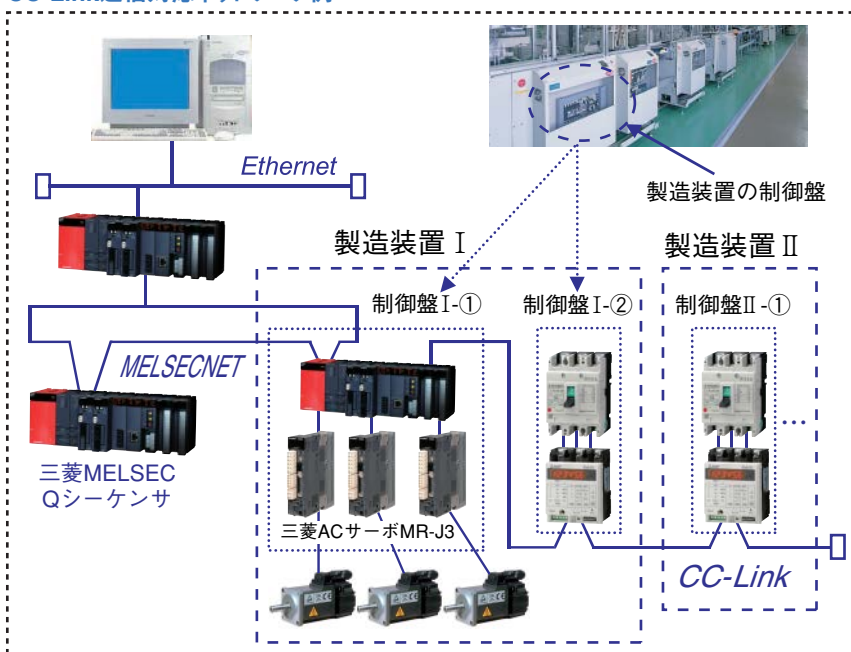 Ethernet
製造装置の制御盤
製造装置Ⅰ
製造装置Ⅱ
制御盤Ⅰ-①
制御盤Ⅰ-②
制御盤Ⅱ-①
MELSECNET
…
三菱MELSEC
Qシーケンサ
三菱ACサーボMR-J3
CC-Link